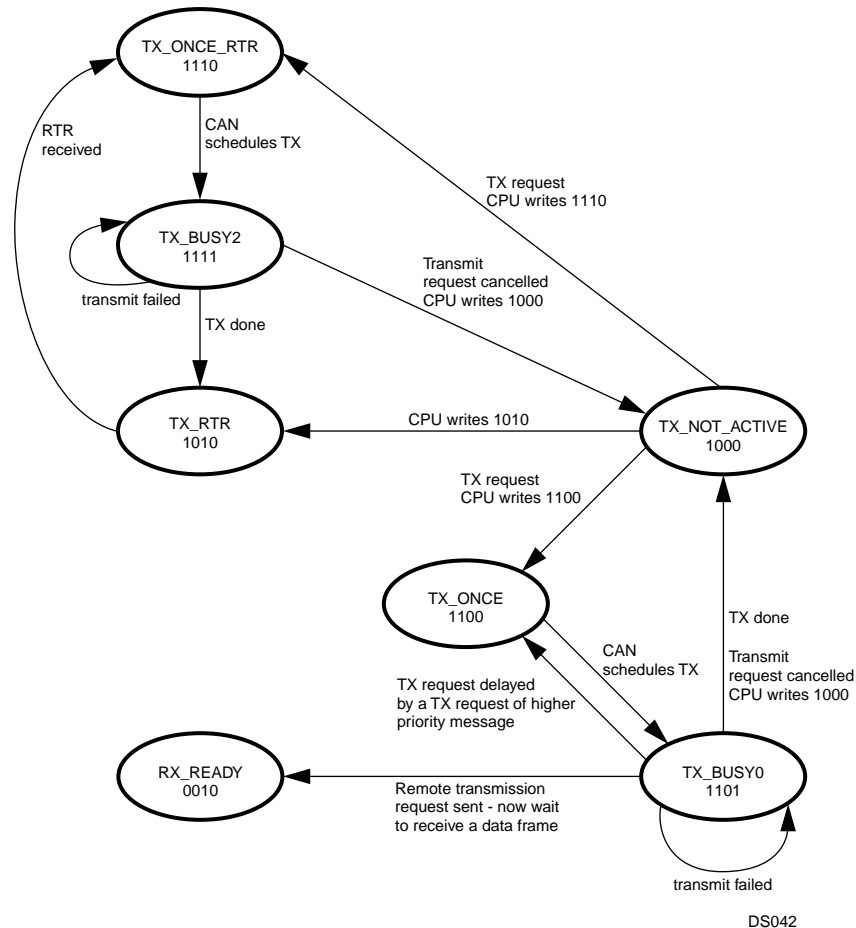 TX_ONCE_RTR
1110
RTR
received
CAN
schedules TX
TX request
CPU writes 1110
TX_BUSY2
1111
transmit failed
Transmit
request cancelled
CPU writes 1000
TX done
TX_RTR
1010
CPU writes 1010
TX_NOT_ACTIVE
1000
TX request
CPU writes 1100
TX_ONCE
1100
CAN
schedules TX
TX done
Transmit
request cancelled
CPU writes 1000
TX request delayed
by a TX request of higher
priority message
RX_READY
0010
Remote transmission
request sent - now wait
to receive a data frame
TX_BUSY0
1101
transmit failed
DS042